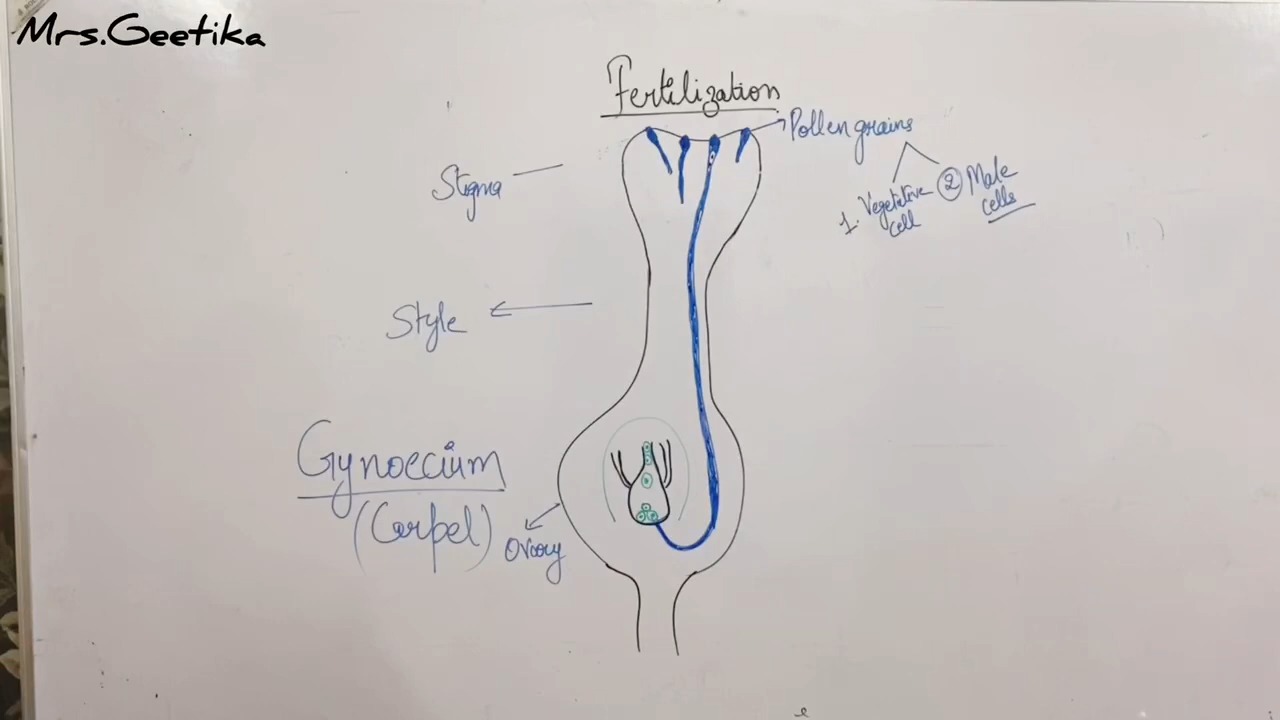 Mrs.Geetika
Fertilization
Pollen grains
Stigma
1. Vegetative
cell
2 Male
cells
Style
Gynoecium
(Carpel)
Ovary